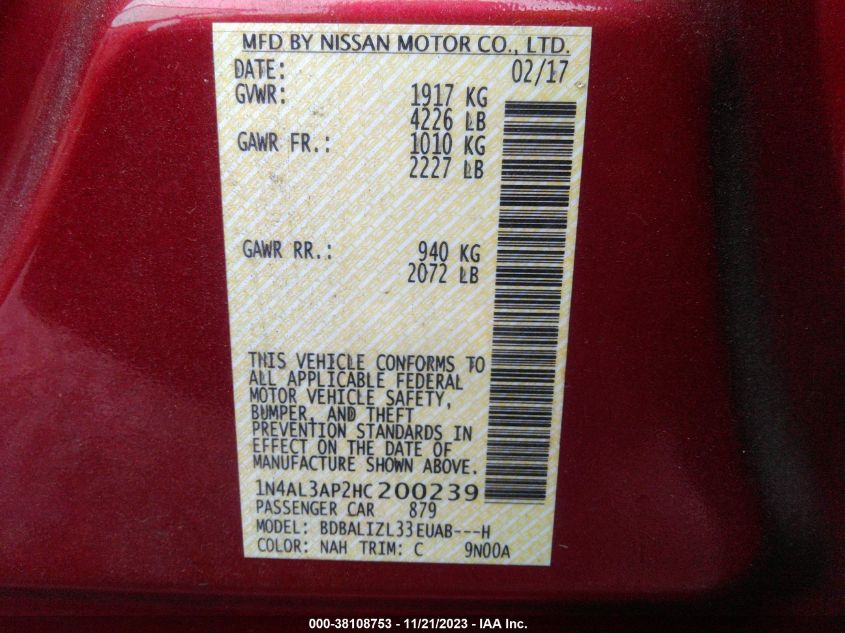 MFD BY NISSAN MOTOR CO., LTD.
DATE: 02/17
GVWR: 1917 KG
4226 LB
GAWR FR.: 1010 KG
2227 LB
GAWR RR.: 940 KG
2072 LB
THIS VEHICLE CONFORMS TO
ALL APPLICABLE FEDERAL
MOTOR VEHICLE SAFETY,
BUMPER, AND THEFT
PREVENTION STANDARDS IN
EFFECT ON THE DATE OF
MANUFACTURE SHOWN ABOVE.
1N4AL3AP2HC200239
PASSENGER CAR 879
MODEL: BDBALIZL33EUAB---H
COLOR: NAH TRIM: C 9N00A
000-38108753 - 11/21/2023 - IAA Inc.